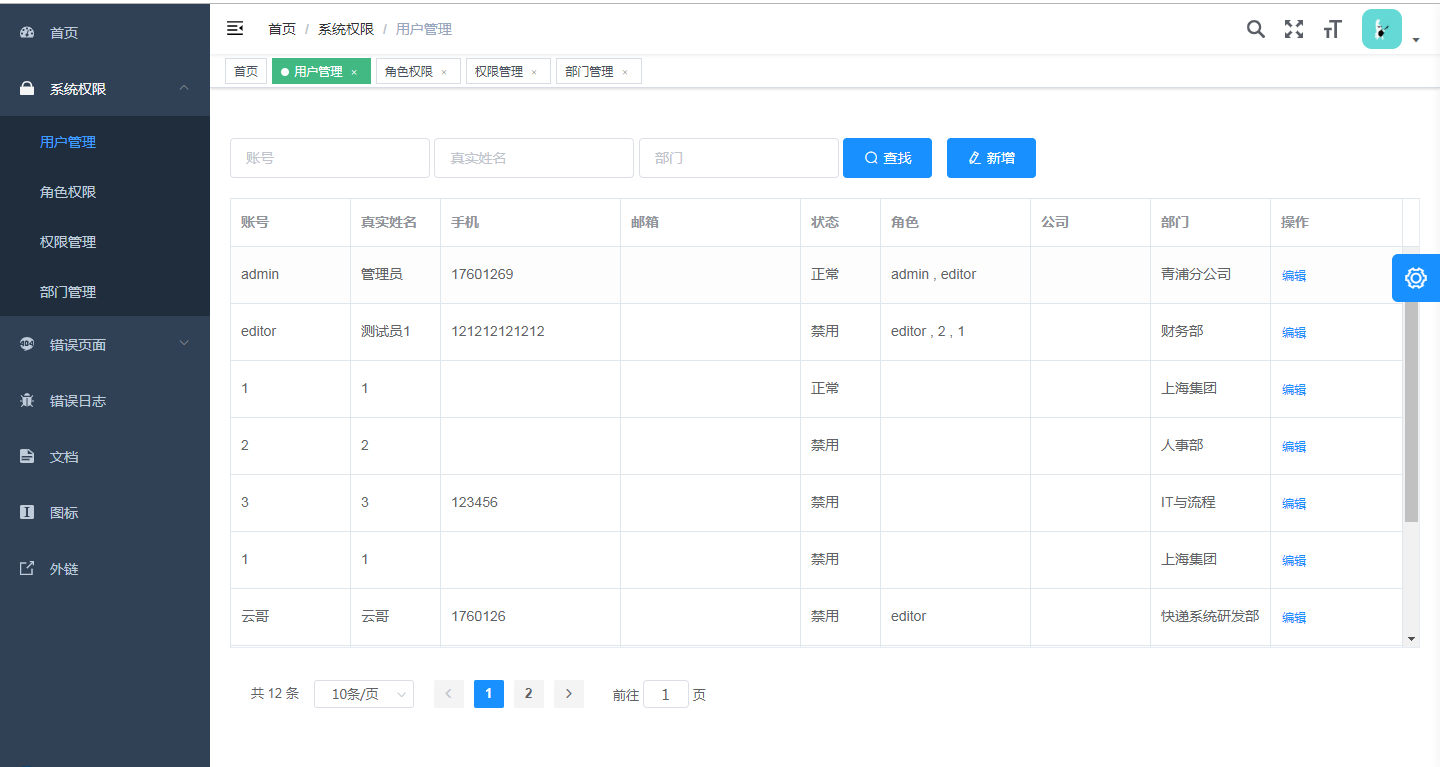 首页
系统权限
用户管理
角色权限
权限管理
部门管理
404 错误页面
错误日志
文档
图标
外链
首页 / 系统权限 / 用户管理
首页 用户管理 × 角色权限 × 权限管理 × 部门管理 ×
账号 真实姓名 部门 查找 新增
账号 真实姓名 手机 邮箱 状态 角色 公司 部门 操作
admin 管理员 17601269 正常 admin , editor 青浦分公司 编辑
editor 测试员1 121212121212 禁用 editor , 2 , 1 财务部 编辑
1 1 正常 上海集团 编辑
2 2 禁用 人事部 编辑
3 3 123456 禁用 IT与流程 编辑
1 1 禁用 上海集团 编辑
云哥 云哥 1760126 禁用 editor 快递系统研发部 编辑
共 12 条 10条/页 1 2 前往 1 页